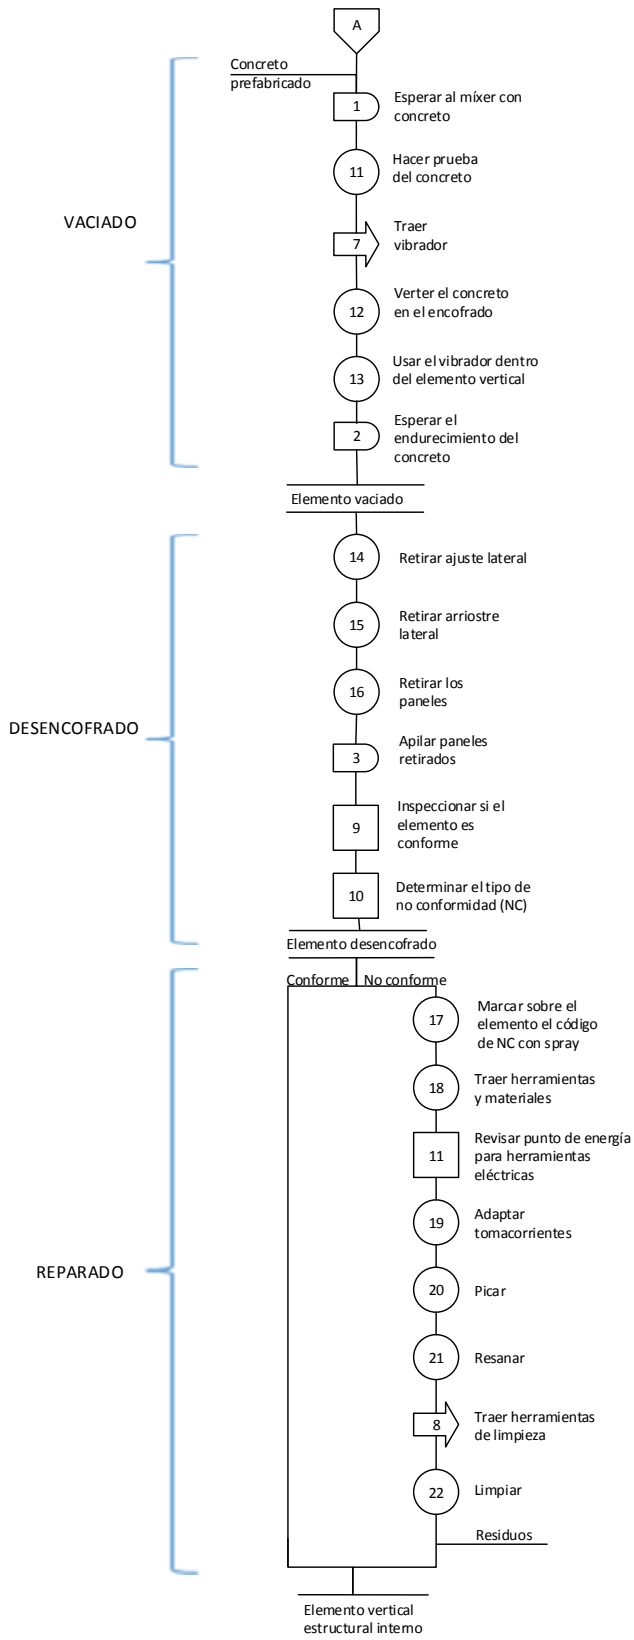 A
Concreto
prefabricado
1
Esperar al míxer con
concreto
11
Hacer prueba
del concreto
VACIADO
7
Traer
vibrador
12
Verter el concreto
en el encofrado
13
Usar el vibrador dentro
del elemento vertical
2
Esperar el
endurecimiento del
concreto
Elemento vaciado
14
Retirar ajuste lateral
15
Retirar arriostre
lateral
16
Retirar los
paneles
DESENCOFRADO
3
Apilar paneles
retirados
9
Inspeccionar si el
elemento es
conforme
10
Determinar el tipo de
no conformidad (NC)
Elemento desencofrado
Conforme
No conforme
17
Marcar sobre el
elemento el código
de NC con spray
18
Traer herramientas
y materiales
11
Revisar punto de energía
para herramientas
eléctricas
19
Adaptar
tomacorrientes
REPARADO
20
Picar
21
Resanar
8
Traer herramientas
de limpieza
22
Limpiar
Residuos
Elemento vertical
estructural interno